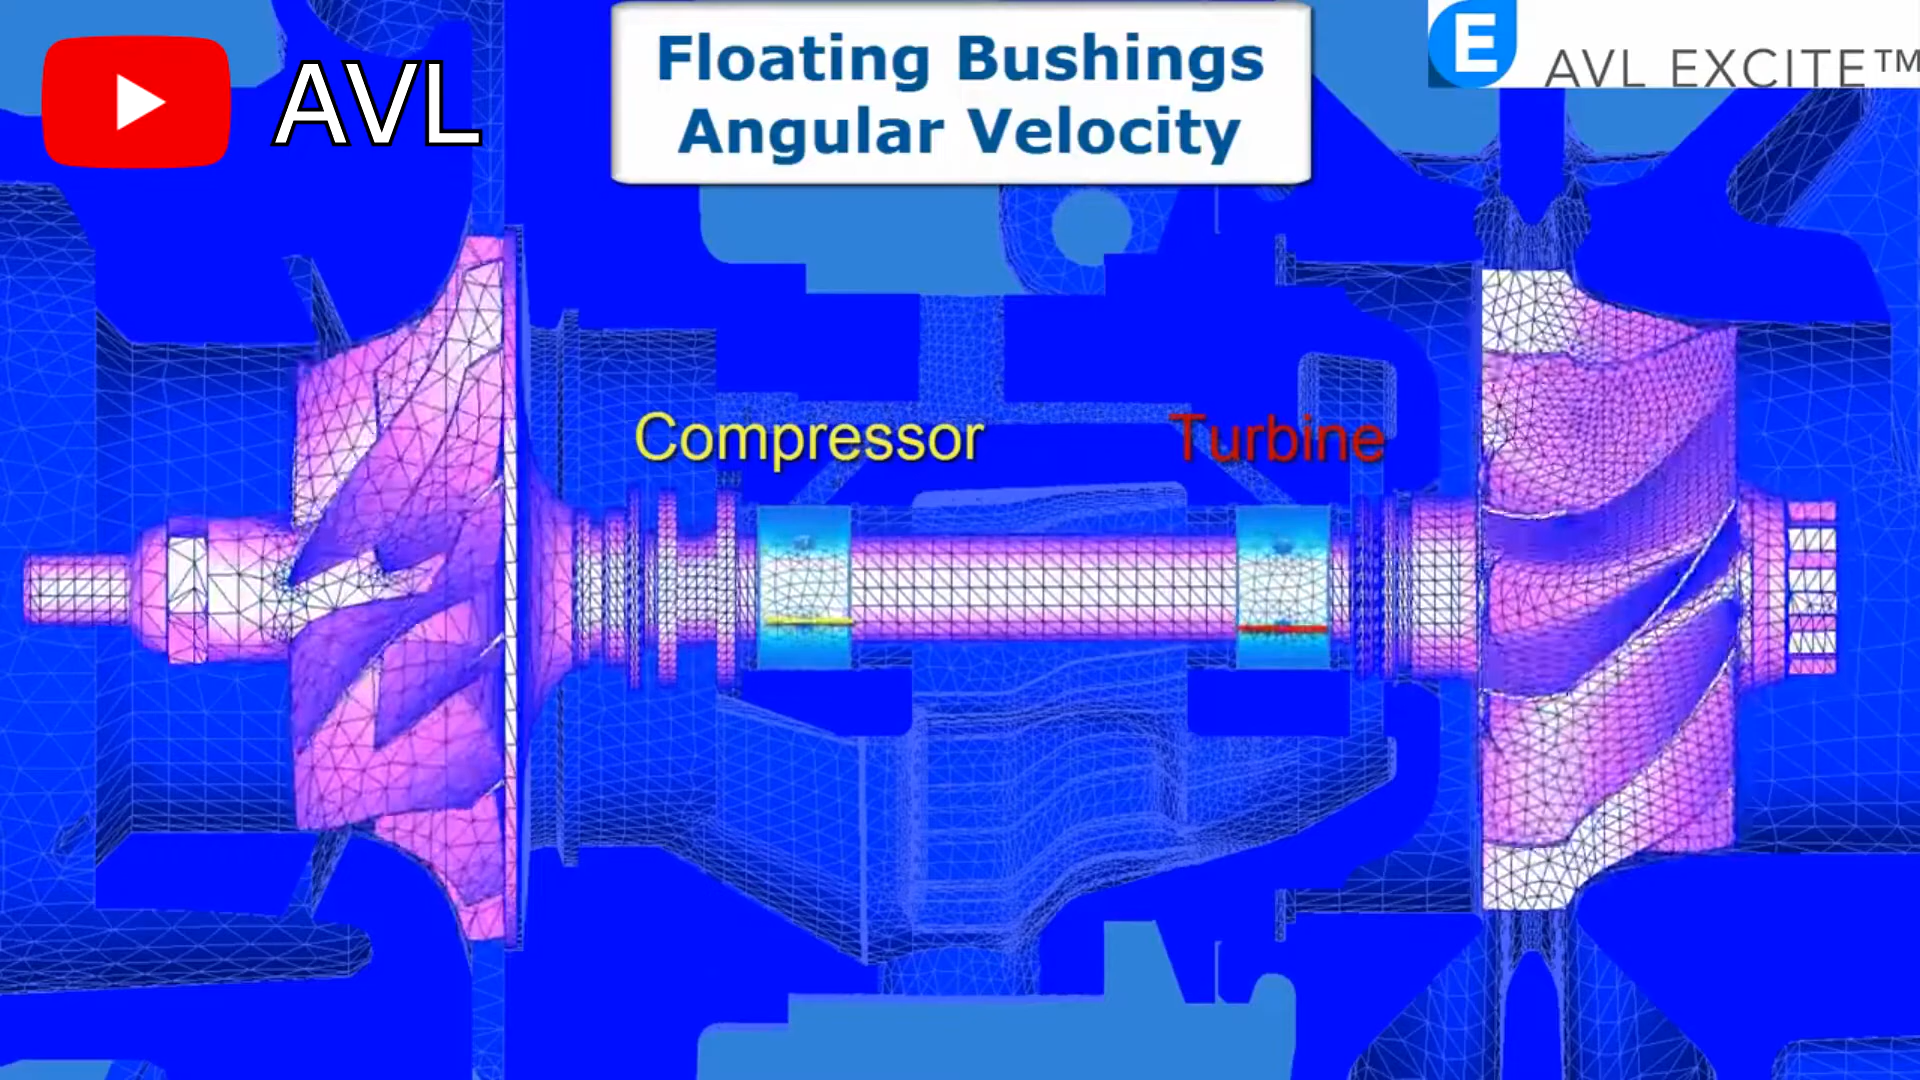 AVL
Floating Bushings
Angular Velocity
E AVL EXCITE™
Compressor
Turbine